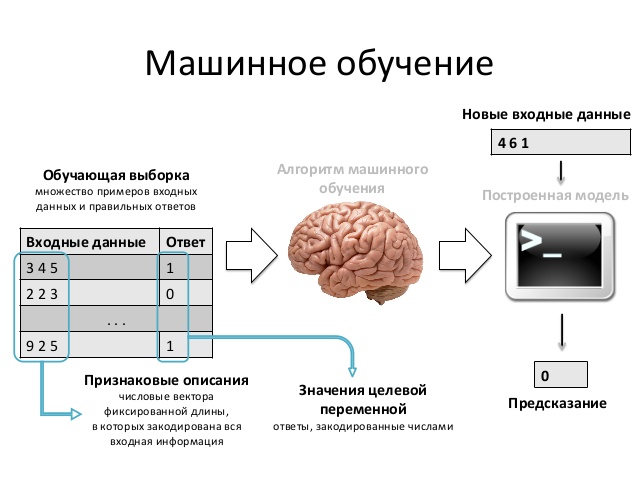 Машинное обучение
Новые входные данные
4 6 1
Обучающая выборка
множество примеров входных
данных и правильных ответов
Алгоритм машинного
обучения
Построенная модель
Входные данные Ответ
3 4 5 1
2 2 3 0
. . .
9 2 5 1
>_
0
Предсказание
Признаковые описания
числовые вектора
фиксированной длины,
в которых закодирована вся
входная информация
Значения целевой
переменной
ответы, закодированные числами